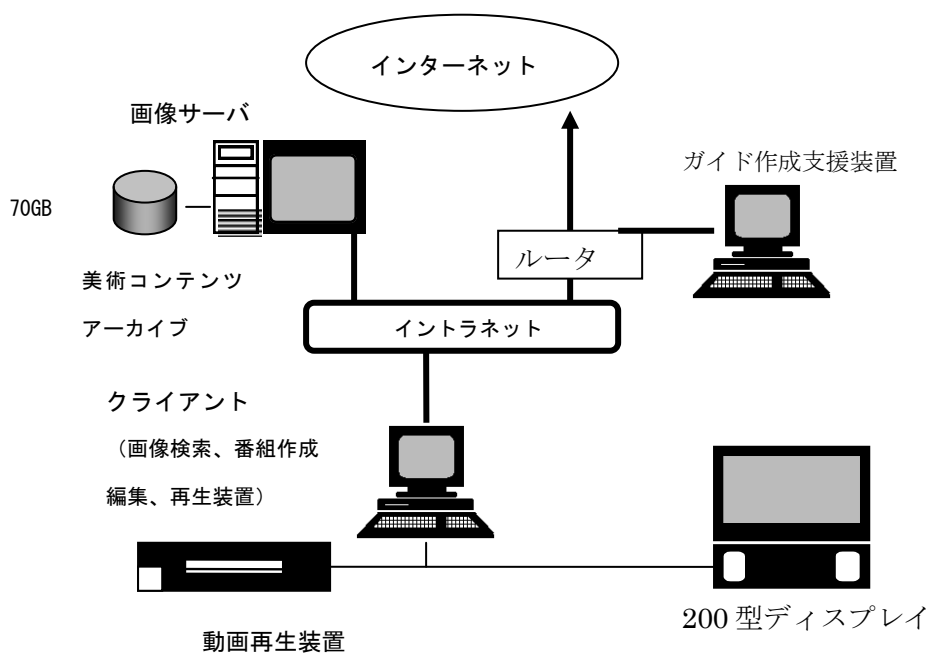 インターネット
画像サーバ
ガイド作成支援装置
70GB
ルータ
美術コンテンツ
アーカイブ
イントラネット
クライアント
（画像検索、番組作成
編集、再生装置）
200 型ディスプレイ
動画再生装置